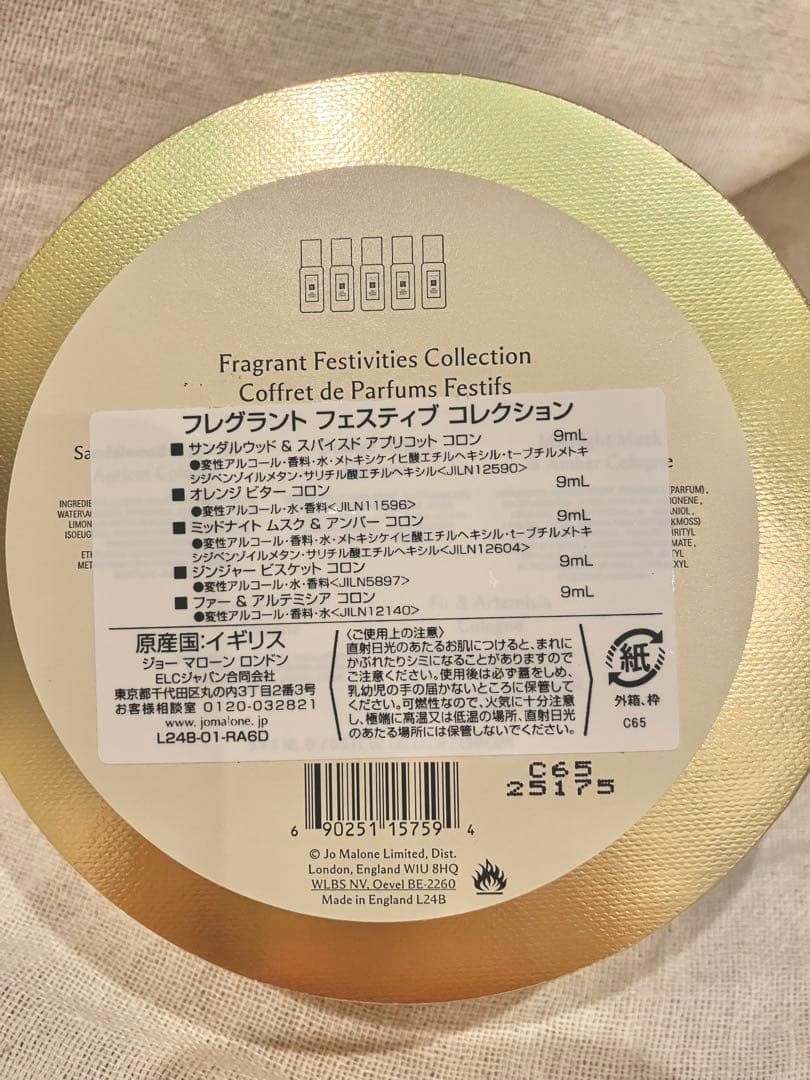 Fragrant Festivities Collection
Coffret de Parfums Festifs
フレグラント フェスティブ コレクション
■ サンダルウッド & スパイスド アプリコット コロン 9mL
●変性アルコール・香料・水・メトキシケイヒ酸エチルヘキシル・t-ブチルメトキ
シジベンゾイルメタン・サリチル酸エチルヘキシル<JILN12590>
■ オレンジ ビター コロン 9mL
●変性アルコール・水・香料<JILN11596>
■ ミッドナイト ムスク & アンバー コロン 9mL
●変性アルコール・香料・水・メトキシケイヒ酸エチルヘキシル・t-ブチルメトキ
シジベンゾイルメタン・サリチル酸エチルヘキシル<JILN12604>
■ ジンジャー ビスケット コロン 9mL
●変性アルコール・水・香料<JILN5897>
■ ファー & アルテミシア コロン 9mL
●変性アルコール・香料・水<JILN12140>
原産国:イギリス
ジョー マローン ロンドン
ELCジャパン合同会社
東京都千代田区丸の内3丁目2番3号
お客様相談室 0120-032821
www.jomalone.jp
L24B-01-RA6D
〈ご使用上の注意〉
直射日光のあたるお肌につけると、まれに
かぶれたりシミになることがありますので
ご注意ください。使用後は必ず蓋をしめ、
乳幼児の手の届かないところに保管して
ください。可燃性なので、火気に十分注意
し、極端に高温又は低温の場所、直射日光
のあたる場所には保管しないでください。
紙
外箱、枠
C65
C65
25175
6 90251 15759 4
© Jo Malone Limited, Dist.
London, England W1U 8HQ
WLBS NV, Oevel BE-2260
Made in England L24B